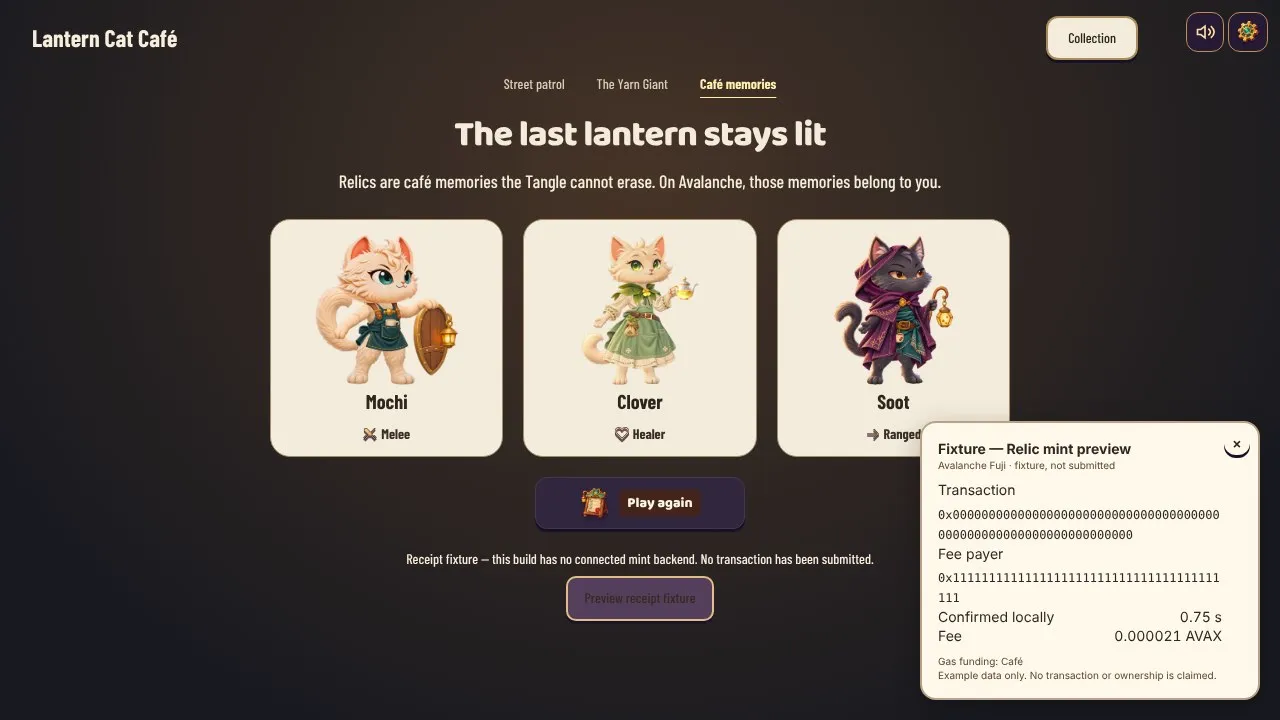 Lantern Cat Café
Collection
Street patrol
The Yarn Giant
Café memories
The last lantern stays lit
Relics are café memories the Tangle cannot erase. On Avalanche, those memories belong to you.
Mochi
Melee
Clover
Healer
Soot
Ranged
Play again
Receipt fixture — this build has no connected mint backend. No transaction has been submitted.
Preview receipt fixture
Fixture — Relic mint preview
×
Avalanche Fuji · fixture, not submitted
Transaction
0x0000000000000000000000000000000000000
000000000000000000000000000
Fee payer
0x1111111111111111111111111111111111111
111
Confirmed locally 0.75 s
Fee 0.000021 AVAX
Gas funding: Café
Example data only. No transaction or ownership is claimed.